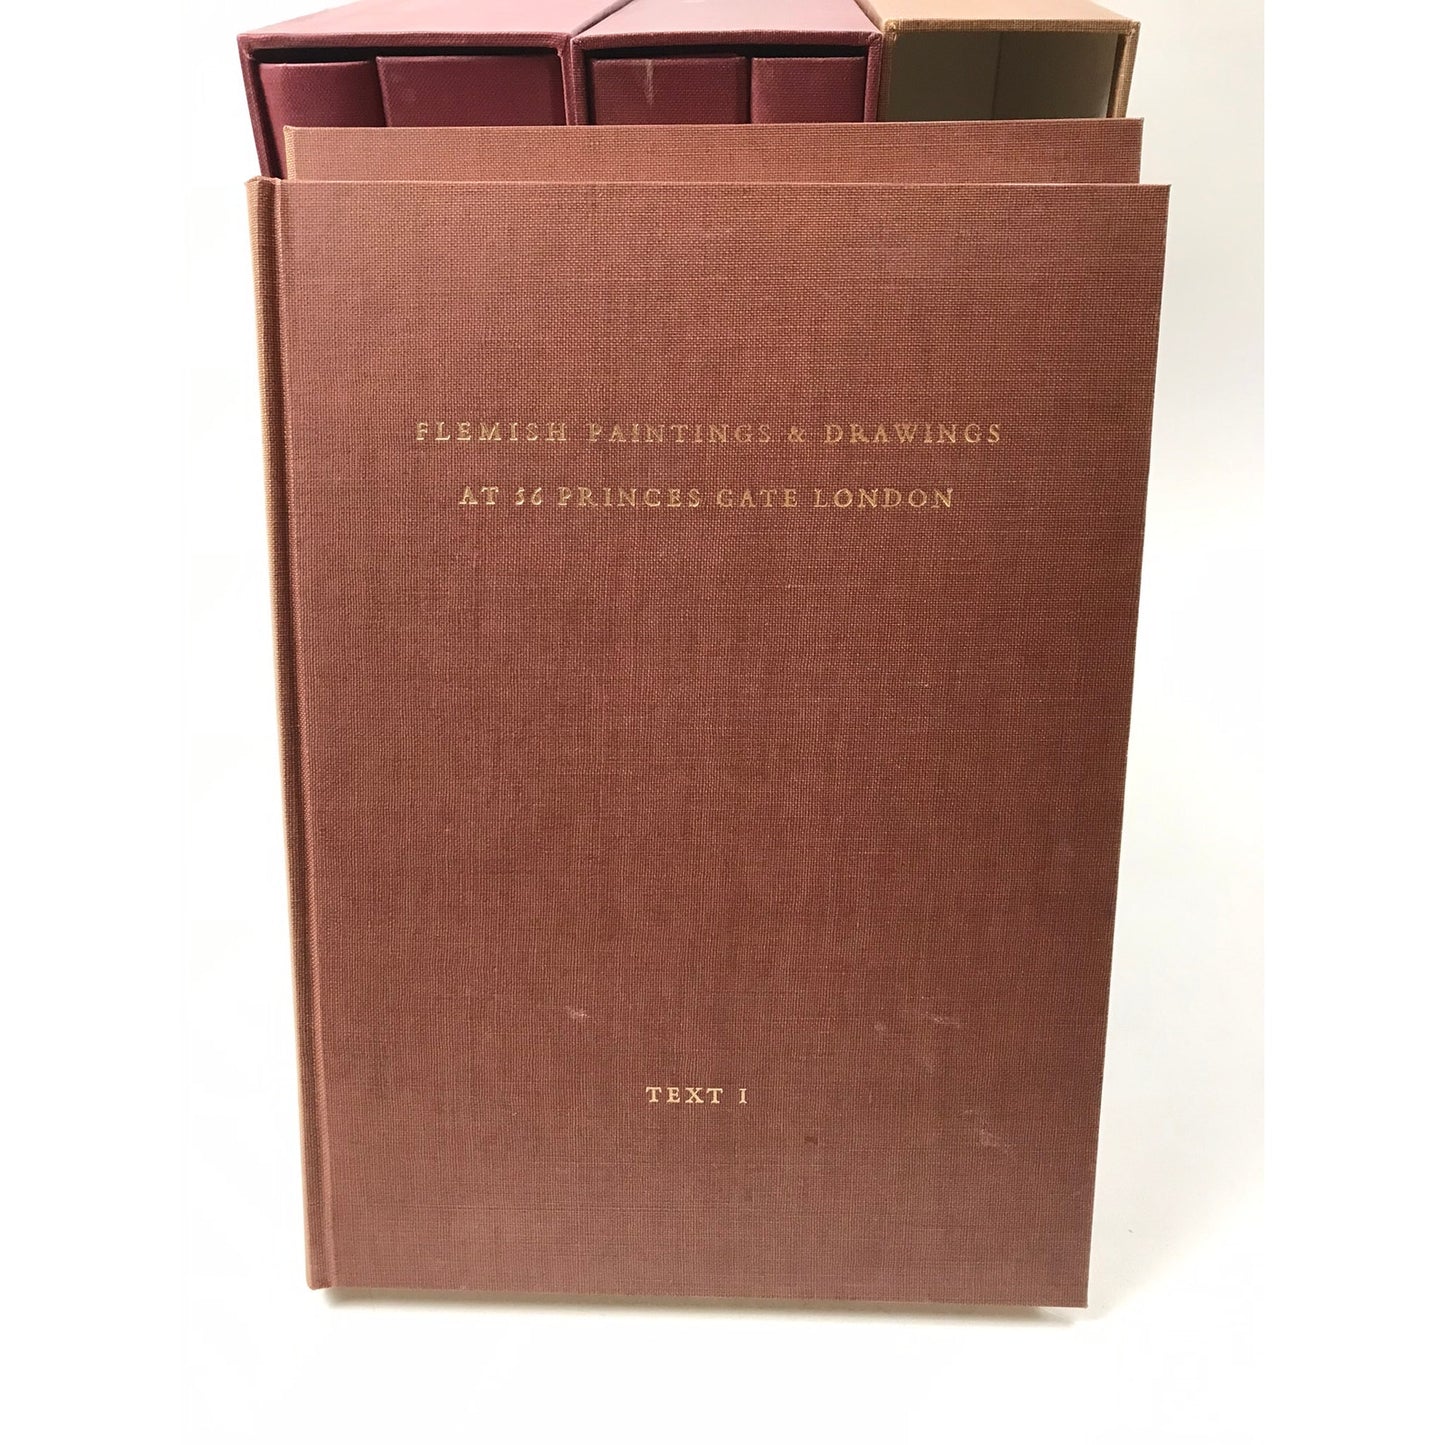 FLEMISH PAINTINGS & DRAWINGS
AT 56 PRINCES GATE LONDON
TEXT I